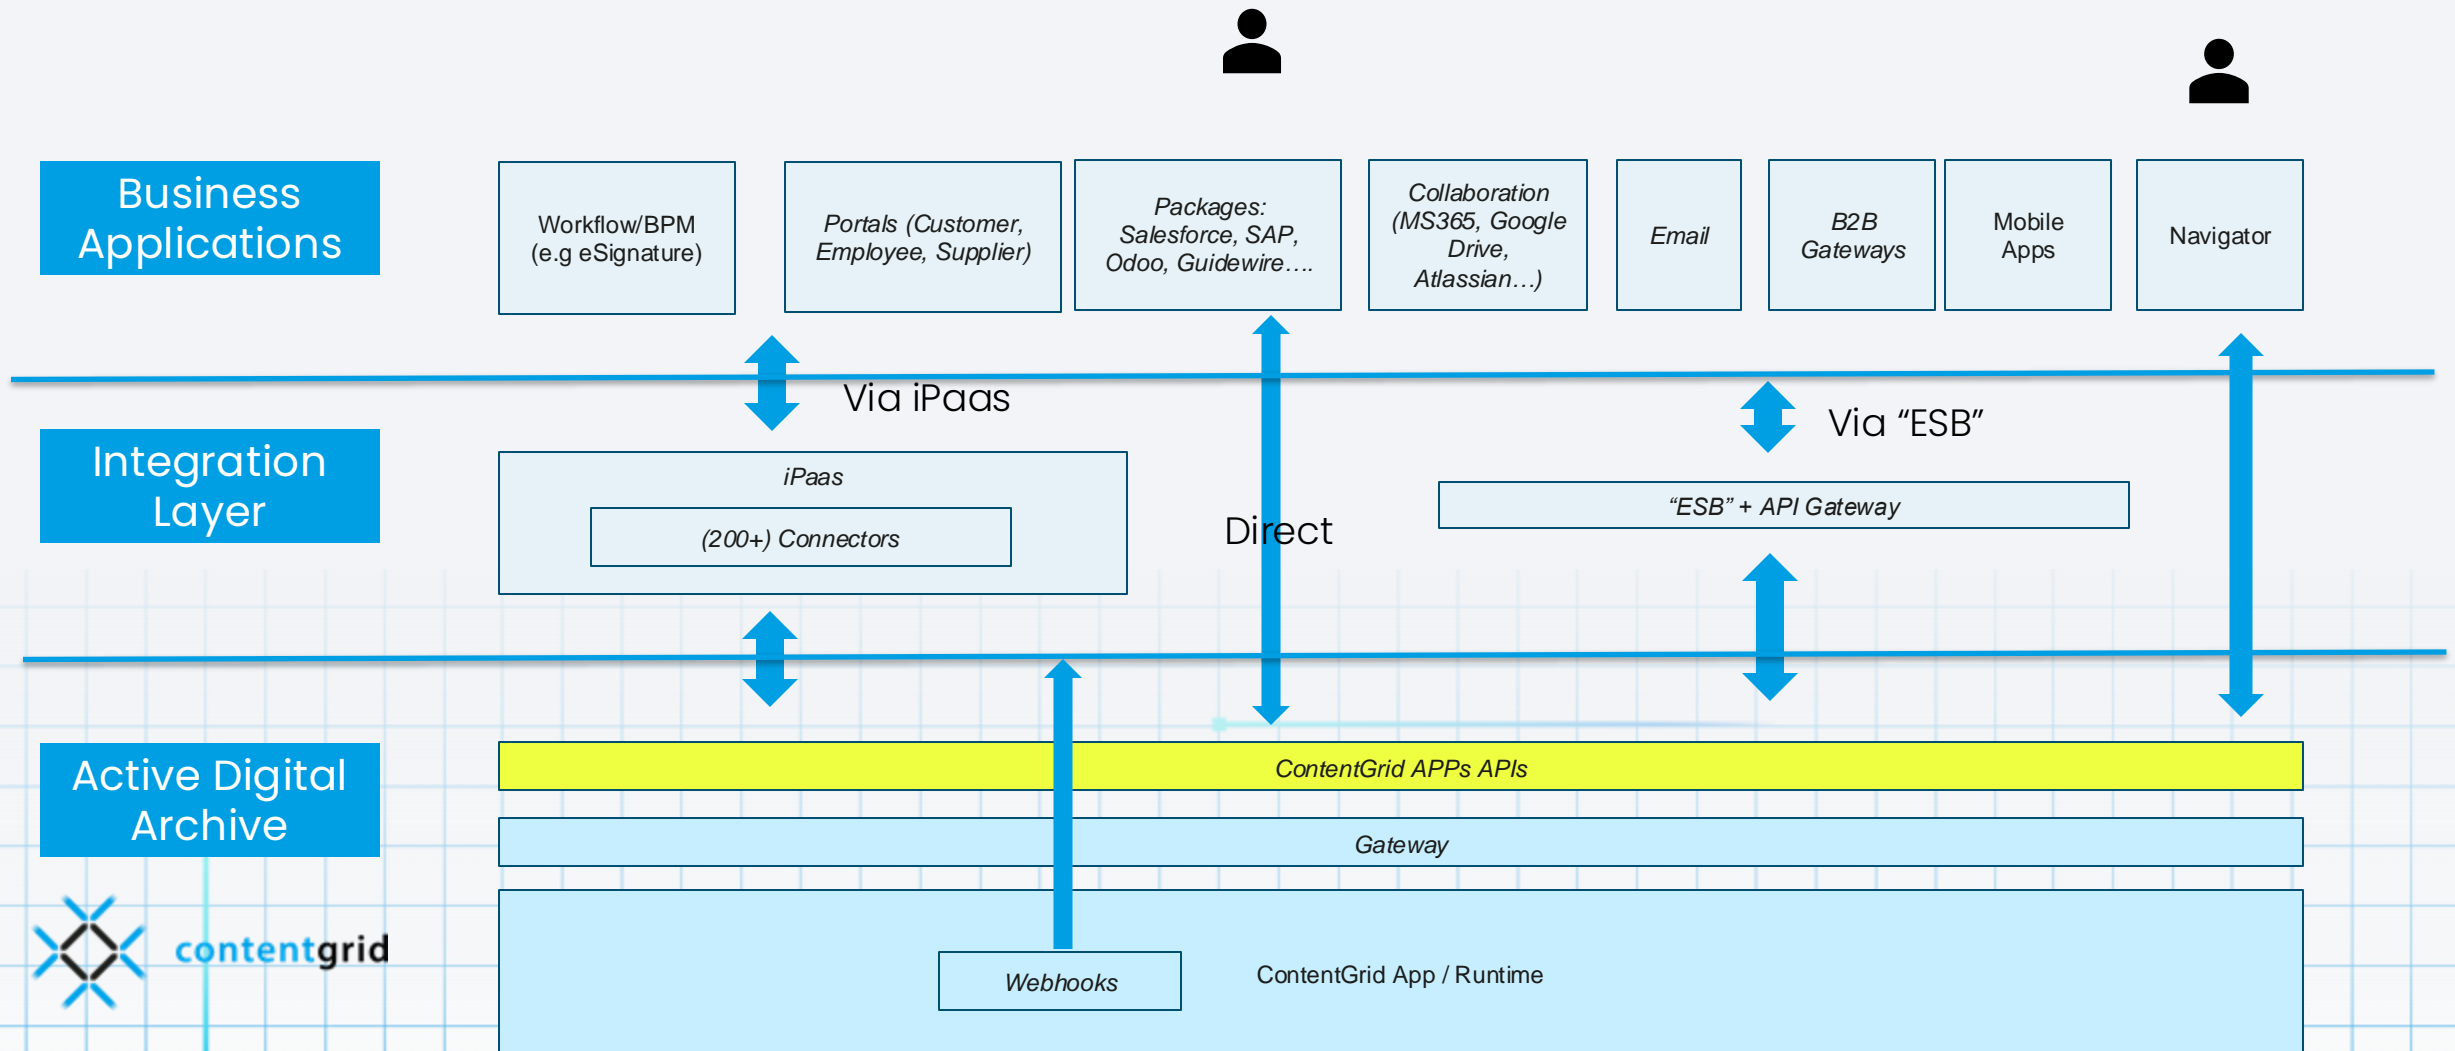 Business
Applications
Workflow/BPM
(e.g eSignature)
Portals (Customer,
Employee, Supplier)
Packages:
Salesforce, SAP,
Odoo, Guidewire….
Collaboration
(MS365, Google
Drive,
Atlassian…)
Email
B2B
Gateways
Mobile
Apps
Navigator
Via iPaas
Via “ESB”
Integration
Layer
iPaas
(200+) Connectors
Direct
“ESB” + API Gateway
Active Digital
Archive
ContentGrid APPs APIs
Gateway
contentgrid
Webhooks
ContentGrid App / Runtime